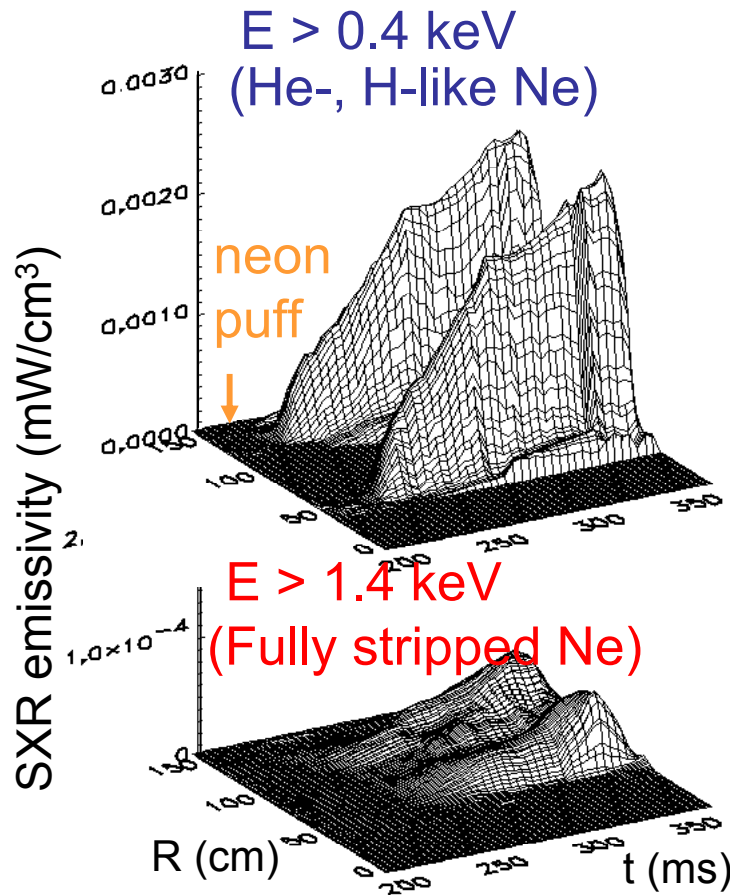 E > 0.4 keV
(He-, H-like Ne)
0.0030
0.0020
0.0010
0.0000
neon
puff
150
100
50
0
200
250
300
350
SXR emissivity (mW/cm³)
2.
E > 1.4 keV
(Fully stripped Ne)
1.0×10⁻⁴
100
50
0
200
250
300
350
R (cm)
t (ms)